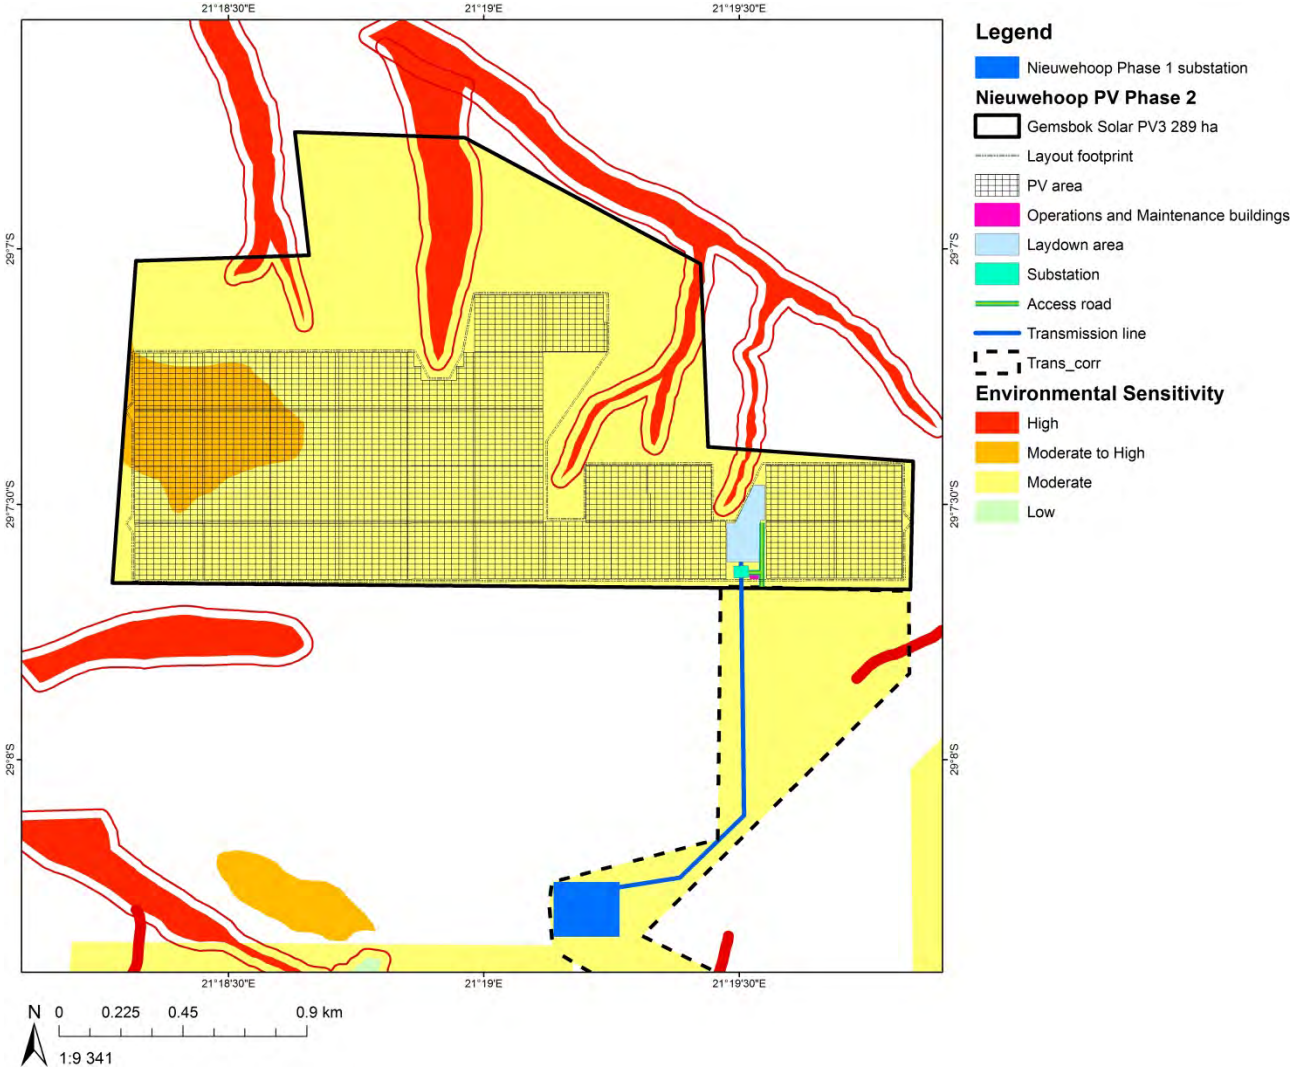 21°18'30"E
21°19'E
21°19'30"E
29°7'S
29°7'S
29°7'30"S
29°7'30"S
29°8'S
29°8'S
21°18'30"E
21°19'E
21°19'30"E
N
0
0.225
0.45
0.9 km
1:9 341
Legend
Nieuwehoop Phase 1 substation
Nieuwehoop PV Phase 2
Gemsbok Solar PV3 289 ha
Layout footprint
PV area
Operations and Maintenance buildings
Laydown area
Substation
Access road
Transmission line
Trans_corr
Environmental Sensitivity
High
Moderate to High
Moderate
Low